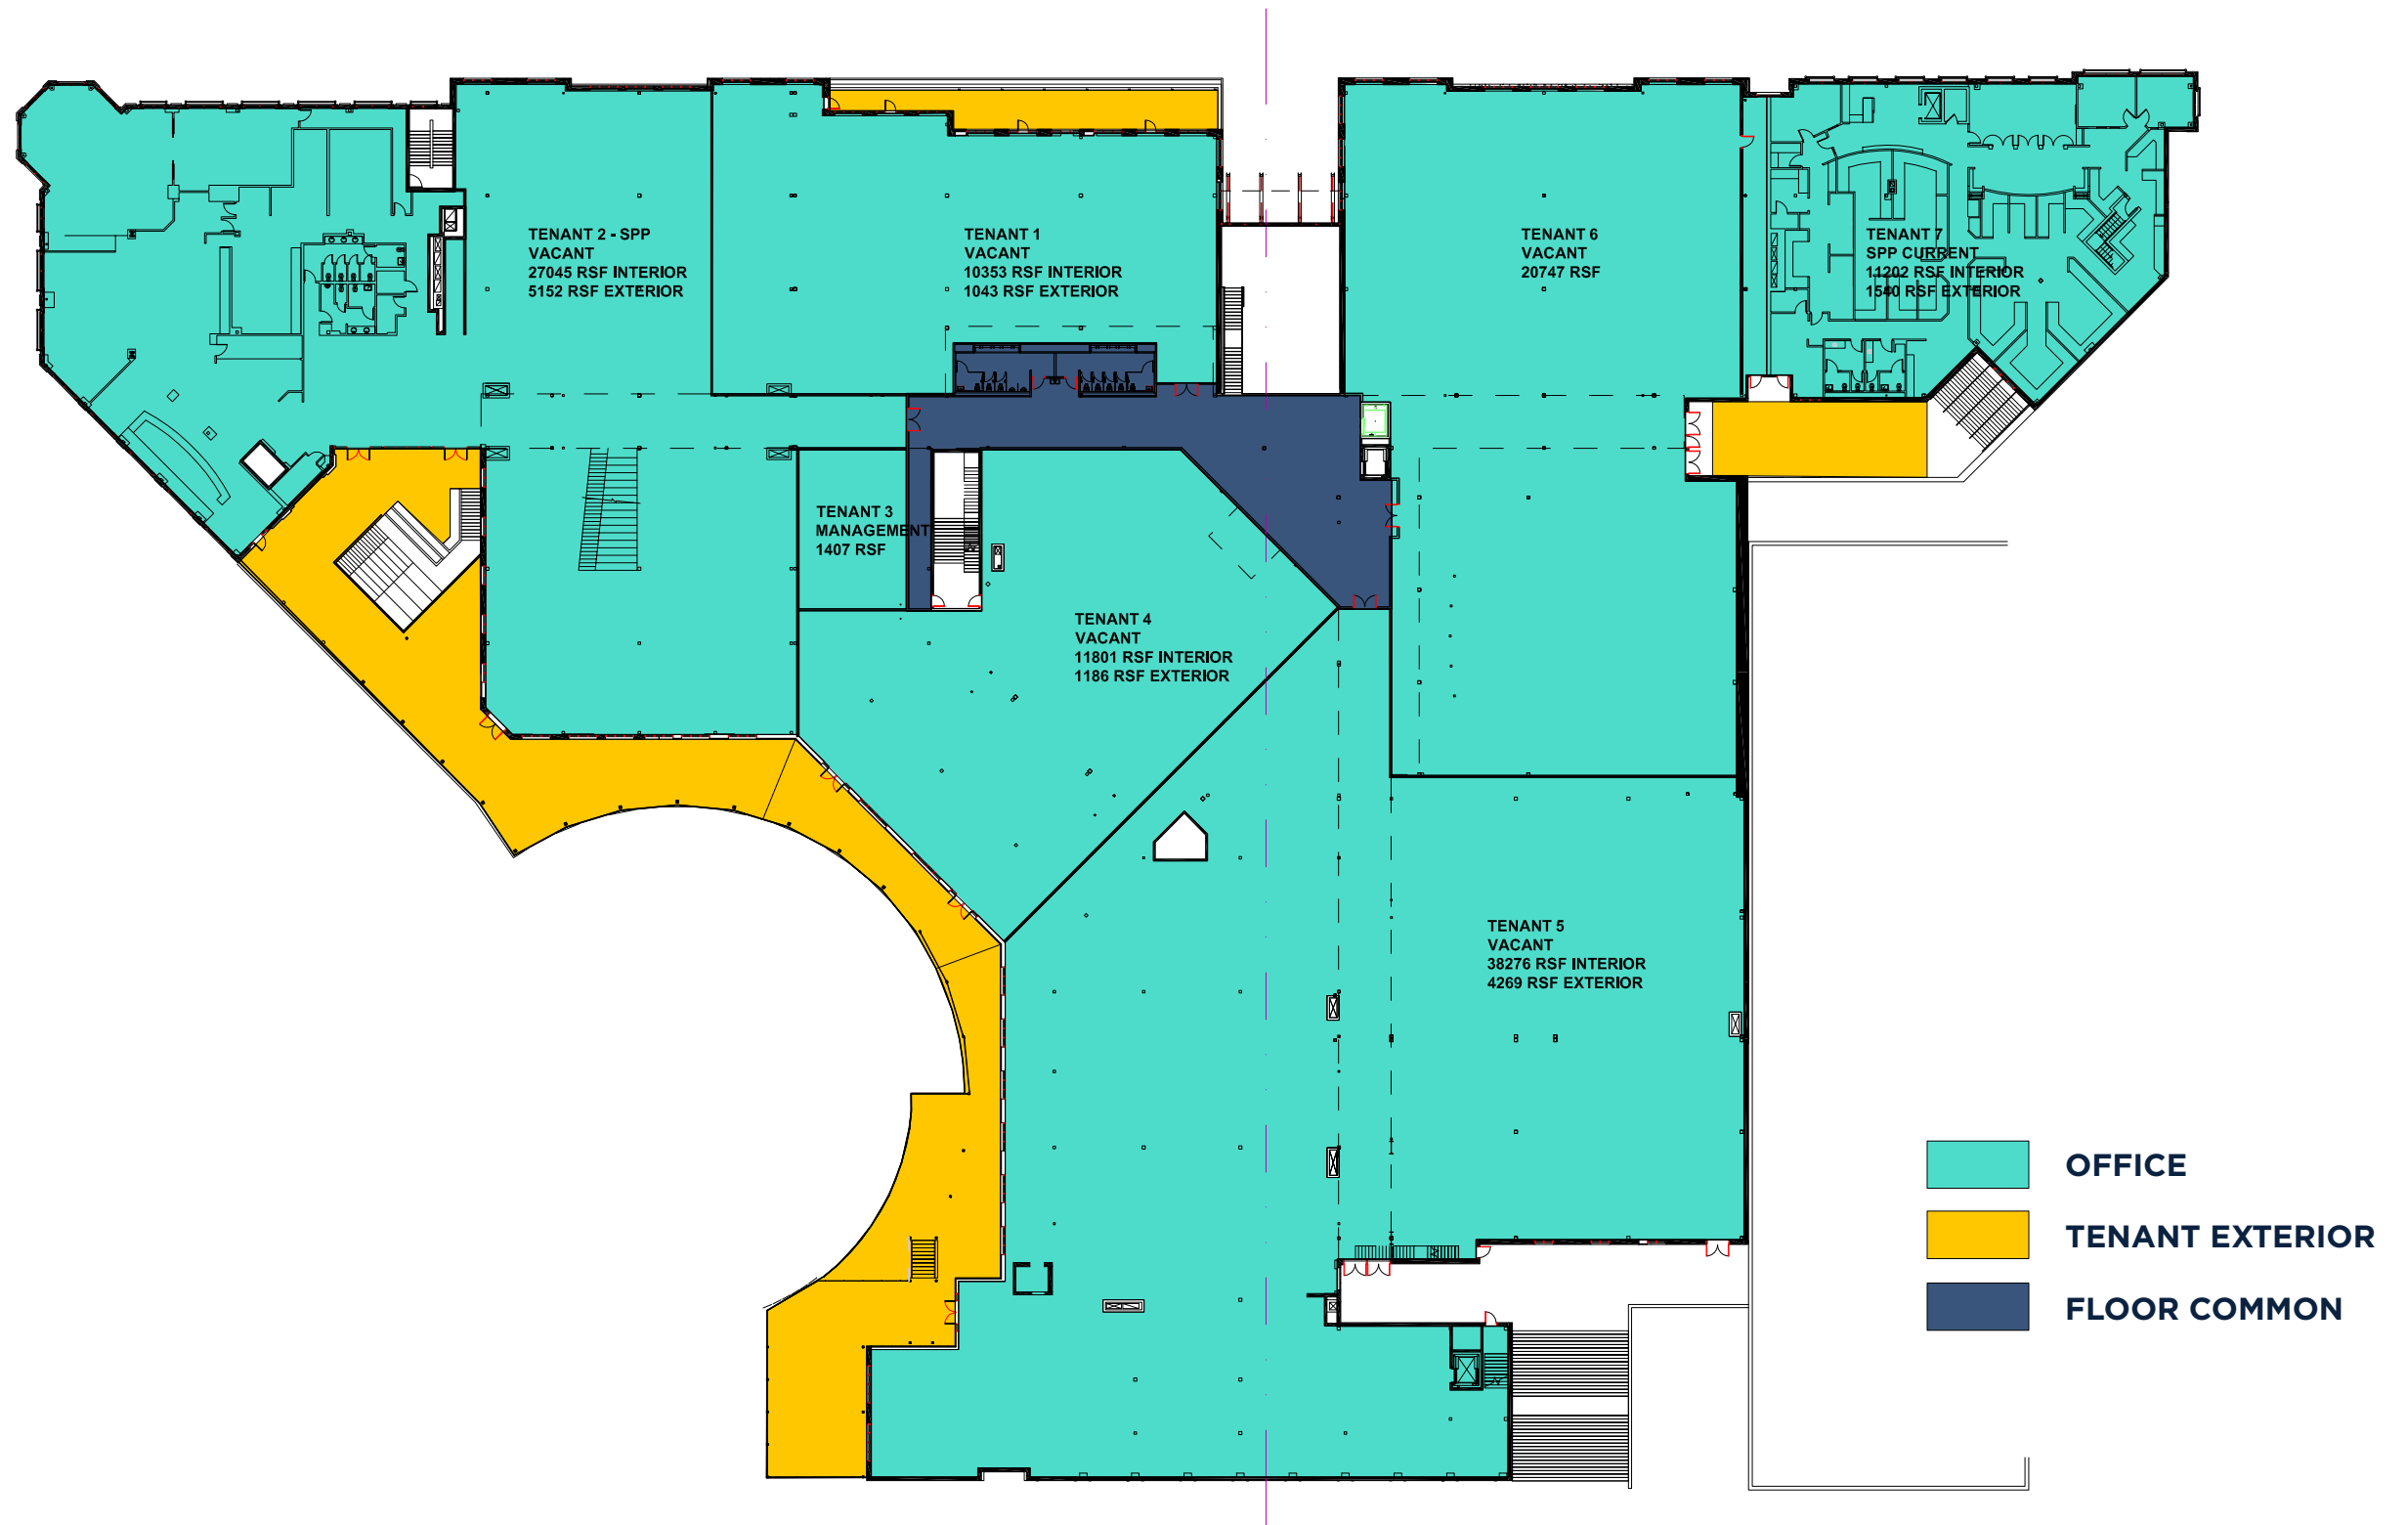 TENANT 2 - SPP
VACANT
27045 RSF INTERIOR
5152 RSF EXTERIOR
TENANT 1
VACANT
10353 RSF INTERIOR
1043 RSF EXTERIOR
TENANT 6
VACANT
20747 RSF
TENANT 7
SPP CURRENT
11202 RSF INTERIOR
1540 RSF EXTERIOR
TENANT 3
MANAGEMENT
1407 RSF
TENANT 4
VACANT
11801 RSF INTERIOR
1186 RSF EXTERIOR
TENANT 5
VACANT
38276 RSF INTERIOR
4269 RSF EXTERIOR
OFFICE
TENANT EXTERIOR
FLOOR COMMON